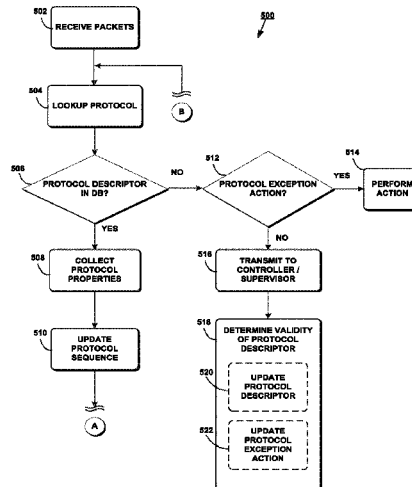 500
502
RECEIVE PACKETS
504
LOOKUP PROTOCOL
B
506
PROTOCOL DESCRIPTOR
IN DB?
NO
YES
512
PROTOCOL EXCEPTION
ACTION?
YES
NO
514
PERFORM
ACTION
508
COLLECT
PROTOCOL
PROPERTIES
516
TRANSMIT TO
CONTROLLER /
SUPERVISOR
510
UPDATE
PROTOCOL
SEQUENCE
A
518
DETERMINE VALIDITY
OF PROTOCOL
DESCRIPTOR
520
UPDATE
PROTOCOL
DESCRIPTOR
522
UPDATE
PROTOCOL
EXCEPTION
ACTION